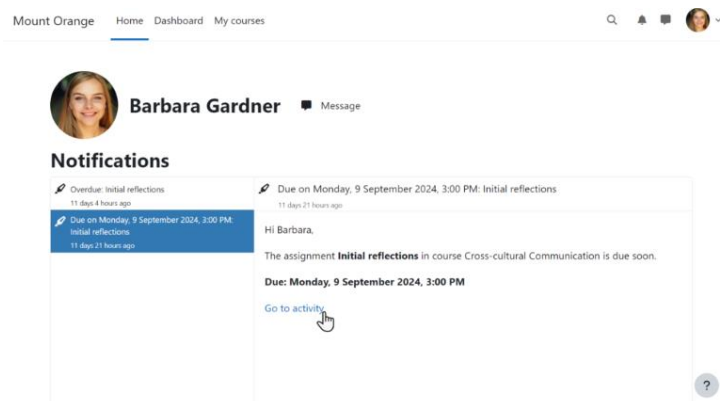 Mount Orange Home Dashboard My courses
Barbara Gardner Message
Notifications
Overdue: Initial reflections
11 days 4 hours ago
Due on Monday, 9 September 2024, 3:00 PM:
Initial reflections
11 days 21 hours ago
Due on Monday, 9 September 2024, 3:00 PM: Initial reflections
11 days 21 hours ago
Hi Barbara,
The assignment Initial reflections in course Cross-cultural Communication is due soon.
Due: Monday, 9 September 2024, 3:00 PM
Go to activity
?